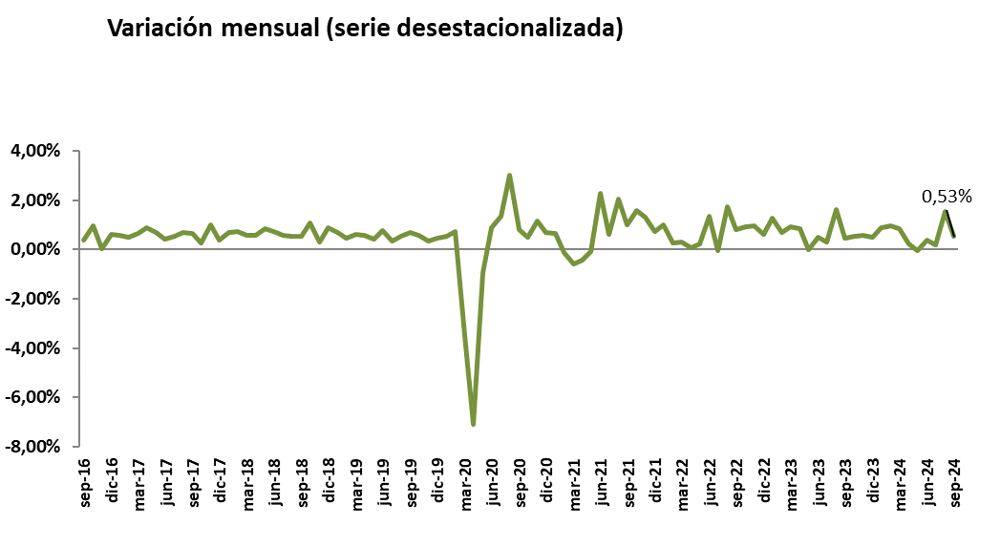 Variación mensual (serie desestacionalizada)
4,00%
2,00%
0,00%
-2,00%
-4,00%
-6,00%
-8,00%
0,53%
sep-16
dic-16
mar-17
jun-17
sep-17
dic-17
mar-18
jun-18
sep-18
dic-18
mar-19
jun-19
sep-19
dic-19
mar-20
jun-20
sep-20
dic-20
mar-21
jun-21
sep-21
dic-21
mar-22
jun-22
sep-22
dic-22
mar-23
jun-23
sep-23
dic-23
mar-24
jun-24
sep-24